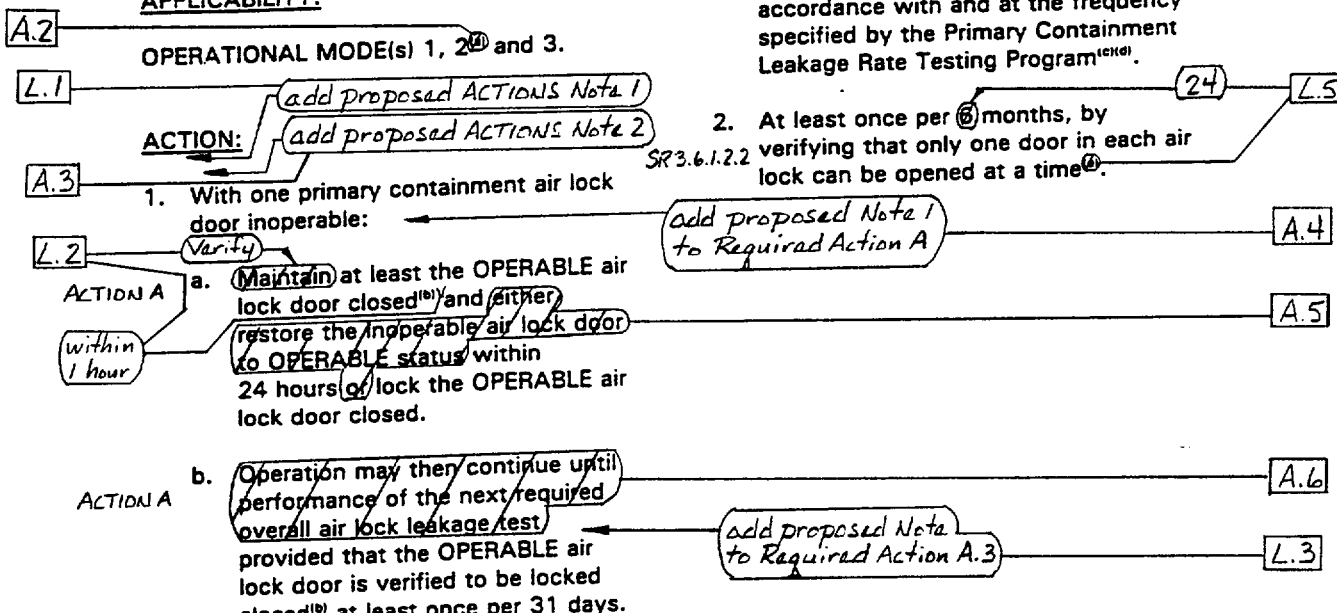 APPLICABILITY:
A.2
OPERATIONAL MODE(s) 1, 2(a) and 3.
L.1
add proposed ACTIONS Note 1
ACTION:
add proposed ACTIONS Note 2
A.3
1. With one primary containment air lock
door inoperable:
add proposed Note 1
to Required Action A
A.4
L.2
Verify
ACTION A
a. Maintain at least the OPERABLE air
lock door closed(b) and either
restore the inoperable air lock door
to OPERABLE status within
24 hours or lock the OPERABLE air
lock door closed.
within
1 hour
A.5
ACTION A
b. Operation may then continue until
performance of the next required
overall air lock leakage test
provided that the OPERABLE air
lock door is verified to be locked
closed(b) at least once per 31 days.
A.6
add proposed Note
to Required Action A.3
L.3
accordance with and at the frequency
specified by the Primary Containment
Leakage Rate Testing Program(c)(d).
24
L.5
2. At least once per 6 months, by
SR 3.6.1.2.2
verifying that only one door in each air
lock can be opened at a time